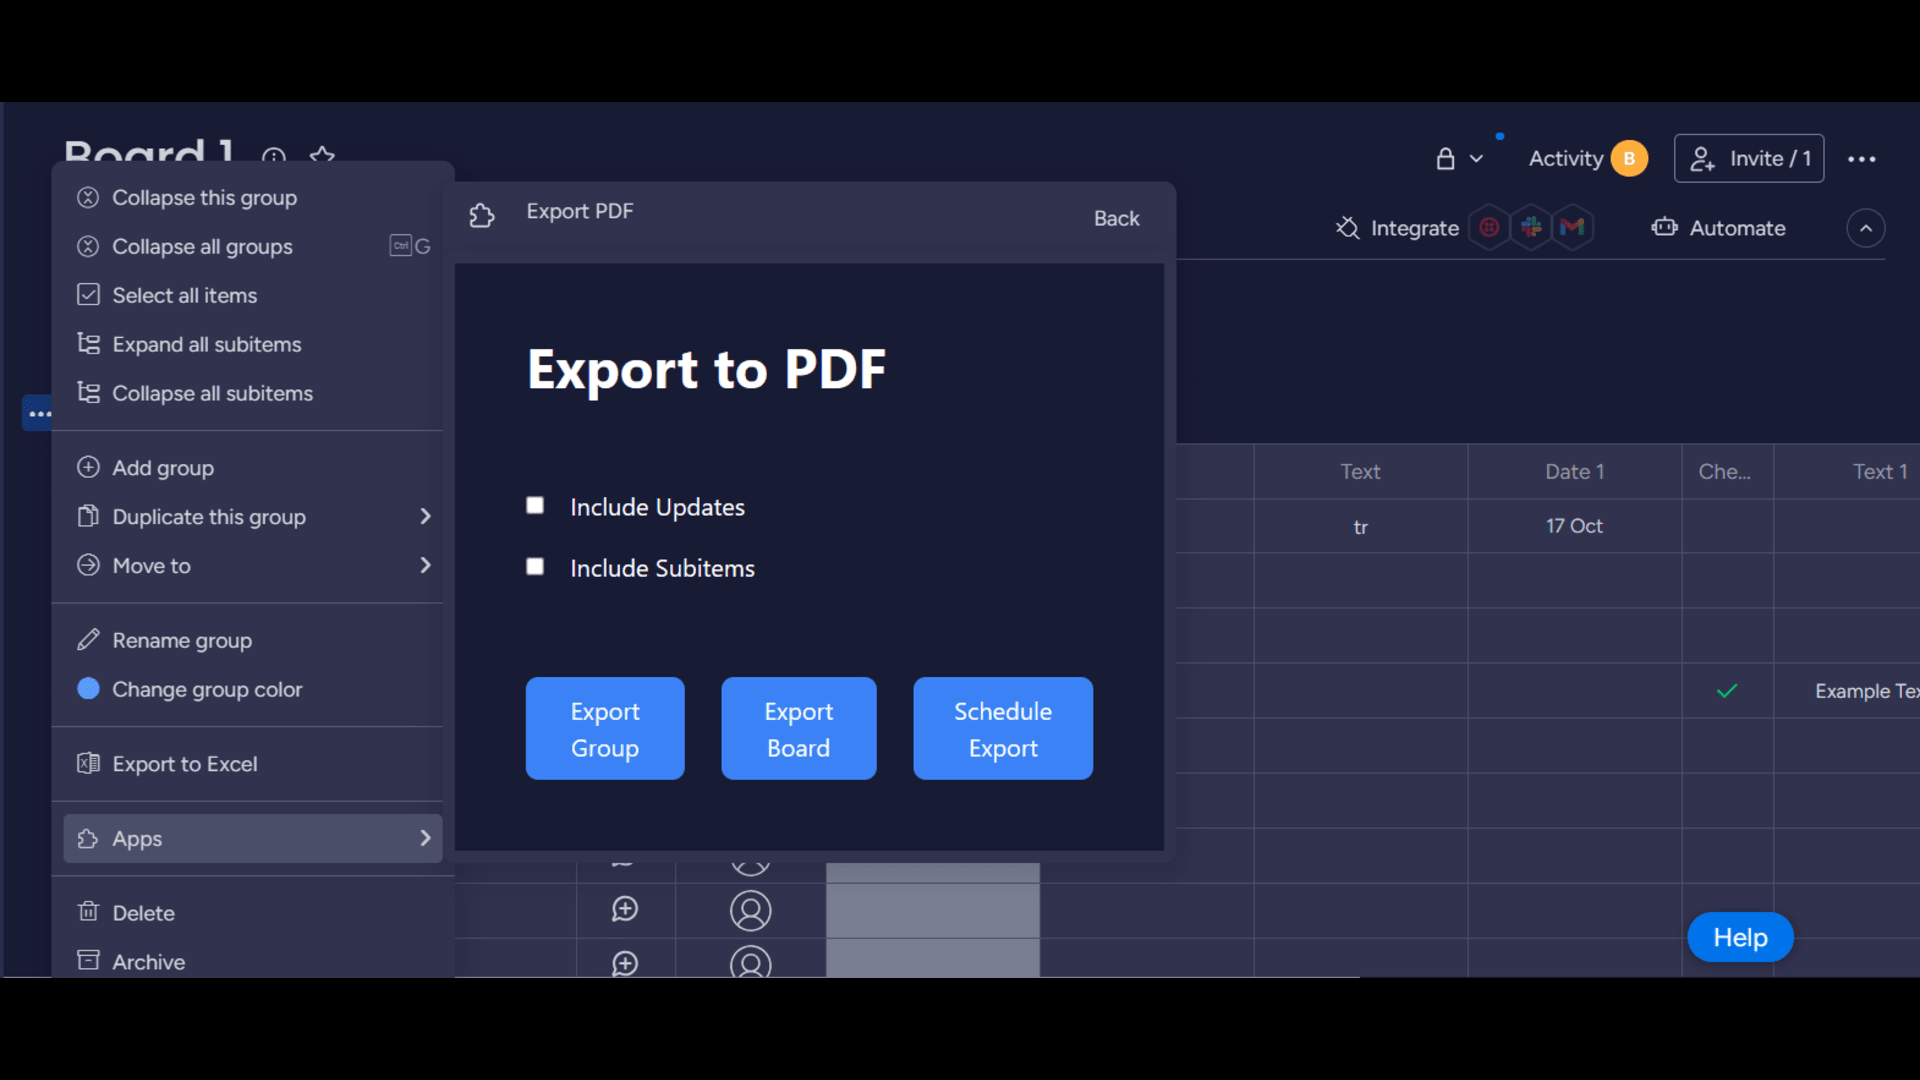 Board 1
Activity
B
Invite / 1
Integrate
Automate
Collapse this group
Collapse all groups
Ctrl G
Select all items
Expand all subitems
Collapse all subitems
Add group
Duplicate this group
Move to
Rename group
Change group color
Export to Excel
Apps
Delete
Archive
Export PDF
Back
Export to PDF
Include Updates
Include Subitems
Export
Group
Export
Board
Schedule
Export
Text
Date 1
Che...
Text 1
tr
17 Oct
Example Tex
Help